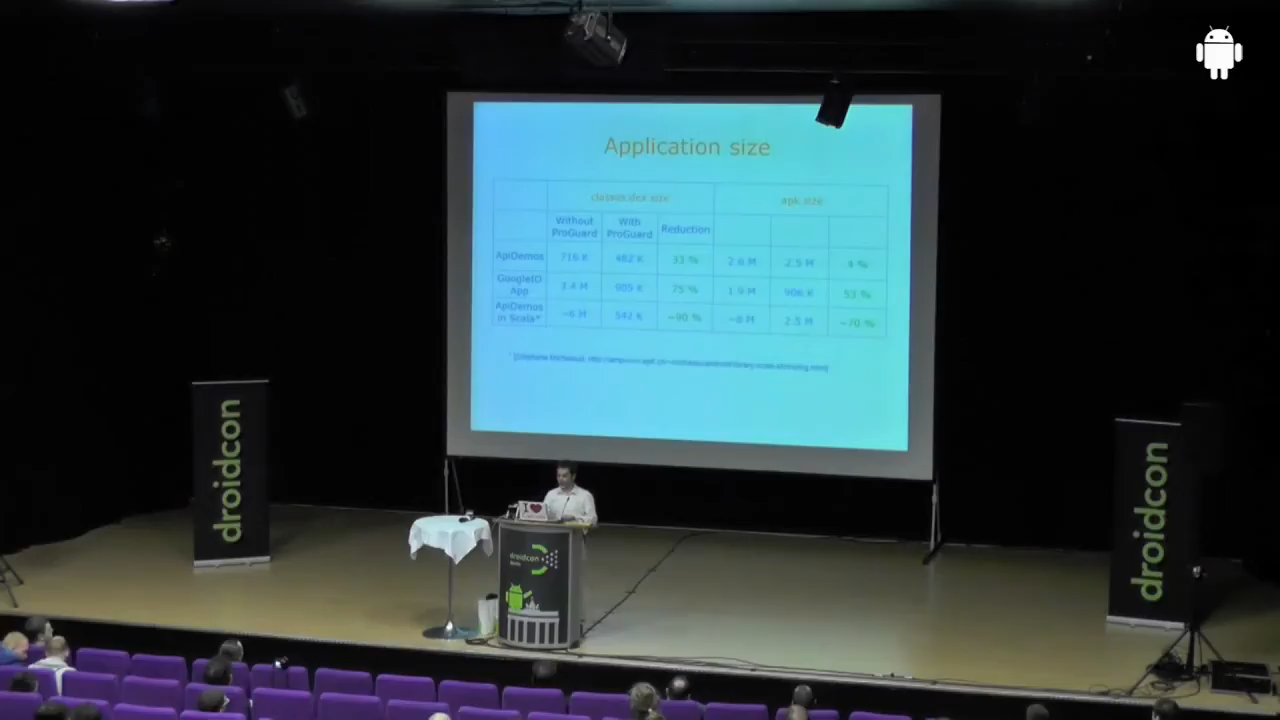 Application size
classes.dex size apk size
Without ProGuard With ProGuard Reduction
ApiDemos 716 K 482 K 33 % 2.6 M 2.5 M 4 %
GoogleIO App 3.4 M 905 K 75 % 1.9 M 906 K 53 %
ApiDemos in Scala* ~6 M 542 K ~90 % ~8 M 2.5 M ~70 %
droidcon
droidcon
I
droidcon